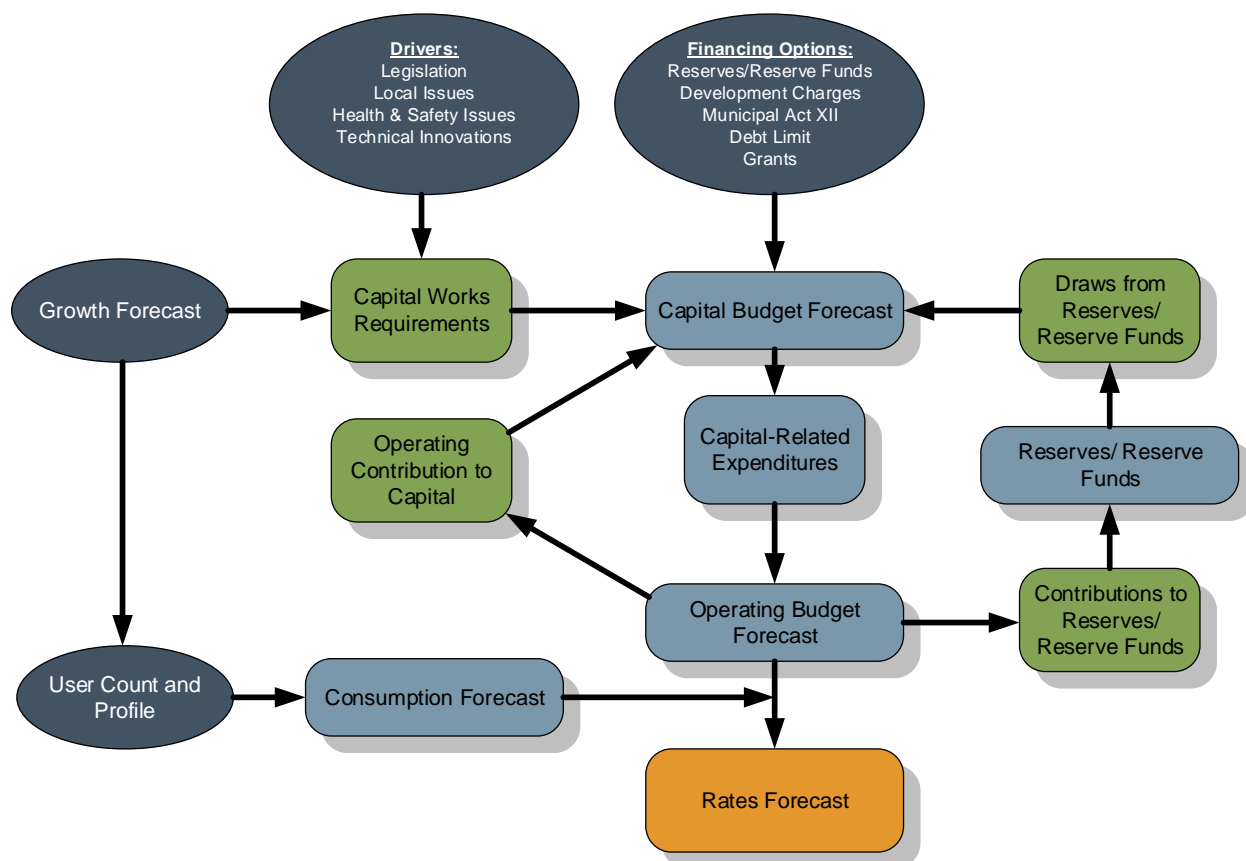 Drivers:
Legislation
Local Issues
Health & Safety Issues
Technical Innovations
Financing Options:
Reserves/Reserve Funds
Development Charges
Municipal Act XII
Debt Limit
Grants
Growth Forecast
Capital Works
Requirements
Capital Budget Forecast
Draws from
Reserves/
Reserve Funds
Operating
Contribution to
Capital
Capital-Related
Expenditures
Reserves/ Reserve
Funds
Operating Budget
Forecast
Contributions to
Reserves/
Reserve Funds
User Count and
Profile
Consumption Forecast
Rates Forecast